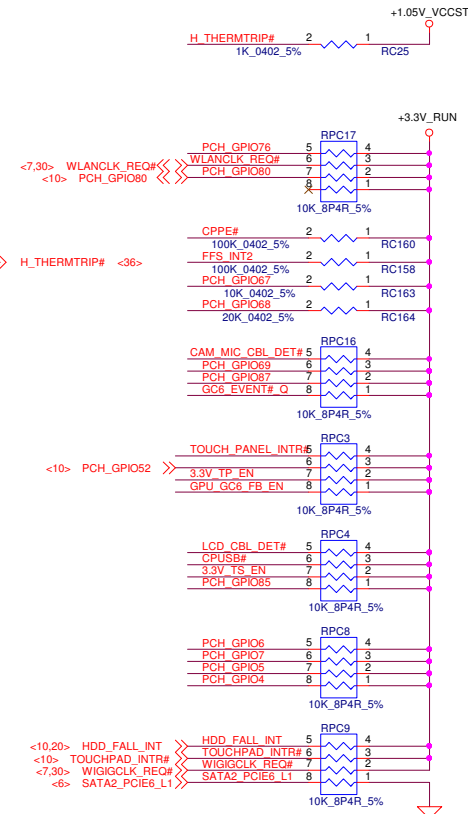 +1.05V_VCCST
H_THERMTRIP# 2 1
1K_0402_5% RC25
+3.3V_RUN
RPC17
PCH_GPIO76 5 4
<7,30> WLANCLK_REQ# WLANCLK_REQ# 6 3
<10> PCH_GPIO80 PCH_GPIO80 7 2
8 1
10K_8P4R_5%
CPPE# 2 1
100K_0402_5% RC160
H_THERMTRIP# <36> FFS_INT2 2 1
100K_0402_5% RC158
PCH_GPIO67 2 1
10K_0402_5% RC163
PCH_GPIO68 2 1
20K_0402_5% RC164
RPC16
CAM_MIC_CBL_DET# 5 4
PCH_GPIO69 6 3
PCH_GPIO87 7 2
GC6_EVENT#_Q 8 1
10K_8P4R_5%
RPC3
TOUCH_PANEL_INTR# 5 4
<10> PCH_GPIO52 6 3
3.3V_TP_EN 7 2
GPU_GC6_FB_EN 8 1
10K_8P4R_5%
RPC4
LCD_CBL_DET# 5 4
CPUSB# 6 3
3.3V_TS_EN 7 2
PCH_GPIO85 8 1
10K_8P4R_5%
RPC8
PCH_GPIO6 5 4
PCH_GPIO7 6 3
PCH_GPIO5 7 2
PCH_GPIO4 8 1
10K_8P4R_5%
RPC9
<10,20> HDD_FALL_INT HDD_FALL_INT 5 4
<10> TOUCHPAD_INTR# TOUCHPAD_INTR# 6 3
<7,30> WIGIGCLK_REQ# WIGIGCLK_REQ# 7 2
<6> SATA2_PCIE6_L1 SATA2_PCIE6_L1 8 1
10K_8P4R_5%